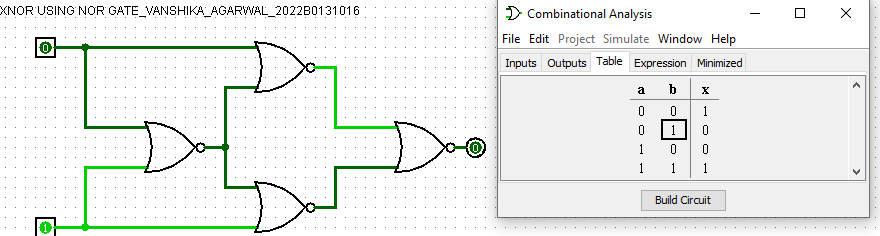 XNOR USING NOR GATE_VANSHIKA_AGARWAL_2022B0131016
0
1
0
Combinational Analysis
File Edit Project Simulate Window Help
Inputs Outputs Table Expression Minimized
a b x
0 0 1
0 1 0
1 0 0
1 1 1
Build Circuit